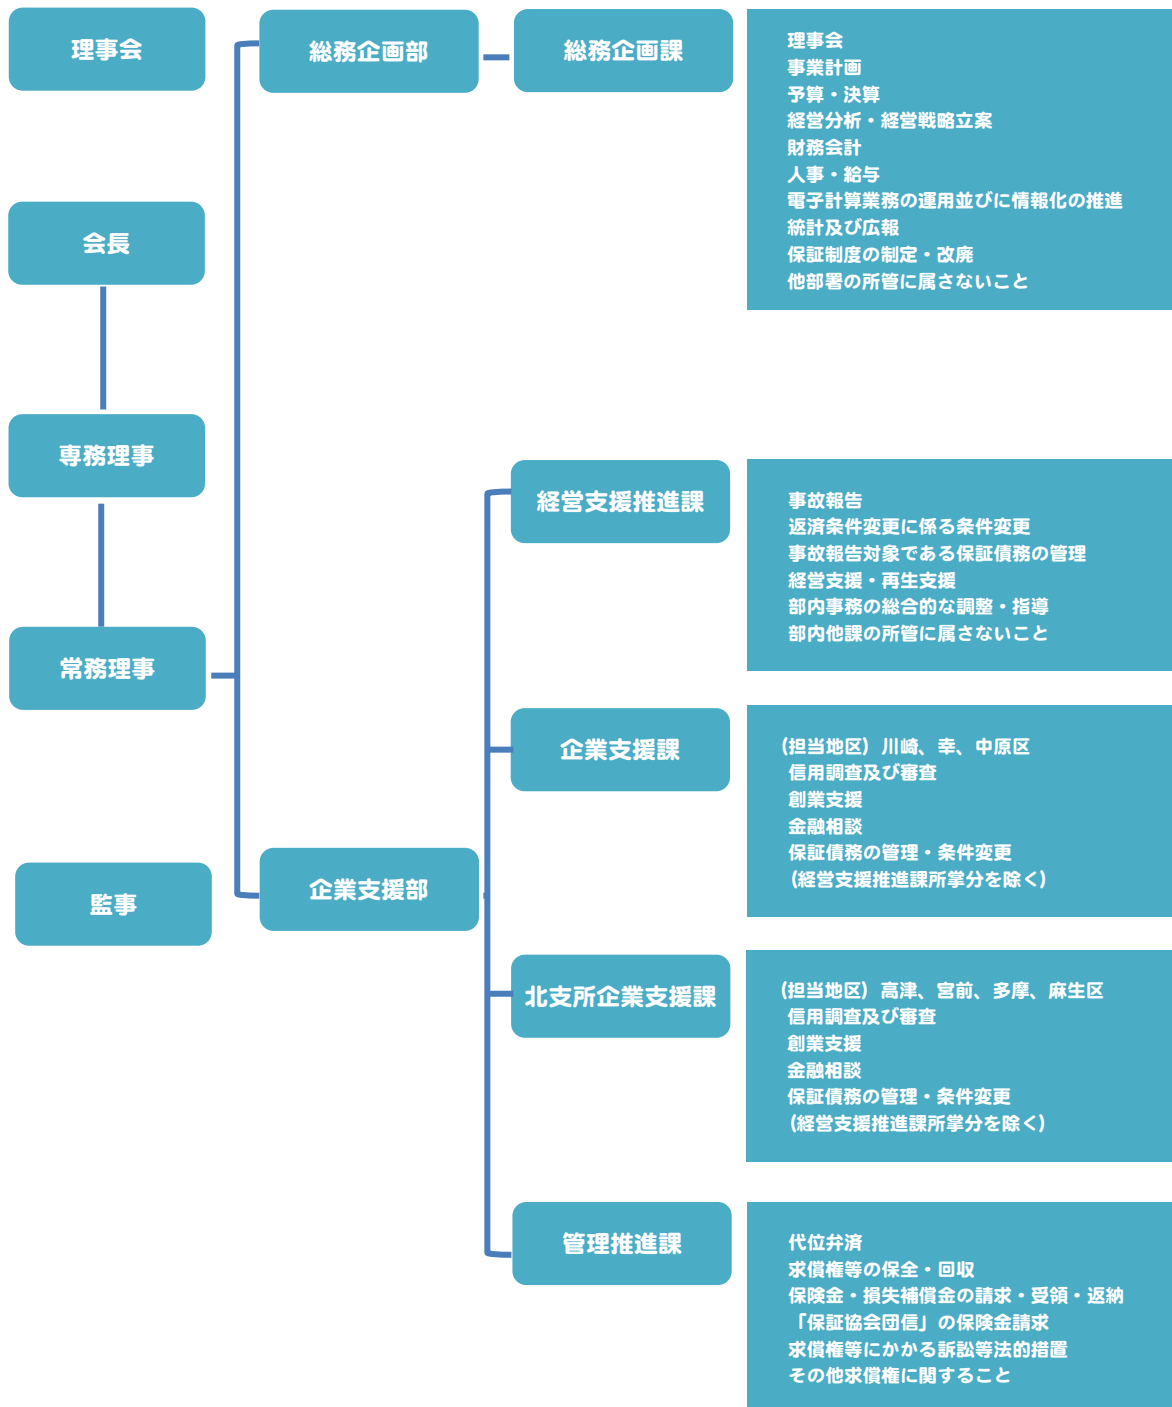 理事会
会長
専務理事
常務理事
監事
総務企画部
総務企画課
理事会
事業計画
予算・決算
経営分析・経営戦略立案
財務会計
人事・給与
電子計算業務の運用並びに情報化の推進
統計及び広報
保証制度の制定・改廃
他部署の所管に属さないこと
企業支援部
経営支援推進課
事故報告
返済条件変更に係る条件変更
事故報告対象である保証債務の管理
経営支援・再生支援
部内事務の総合的な調整・指導
部内他課の所管に属さないこと
企業支援課
(担当地区) 川崎、幸、中原区
信用調査及び審査
創業支援
金融相談
保証債務の管理・条件変更
(経営支援推進課所掌分を除く)
北支所企業支援課
(担当地区) 高津、宮前、多摩、麻生区
信用調査及び審査
創業支援
金融相談
保証債務の管理・条件変更
(経営支援推進課所掌分を除く)
管理推進課
代位弁済
求償権等の保全・回収
保険金・損失補償金の請求・受領・返納
「保証協会団信」の保険金請求
求償権等にかかる訴訟等法的措置
その他求償権に関すること